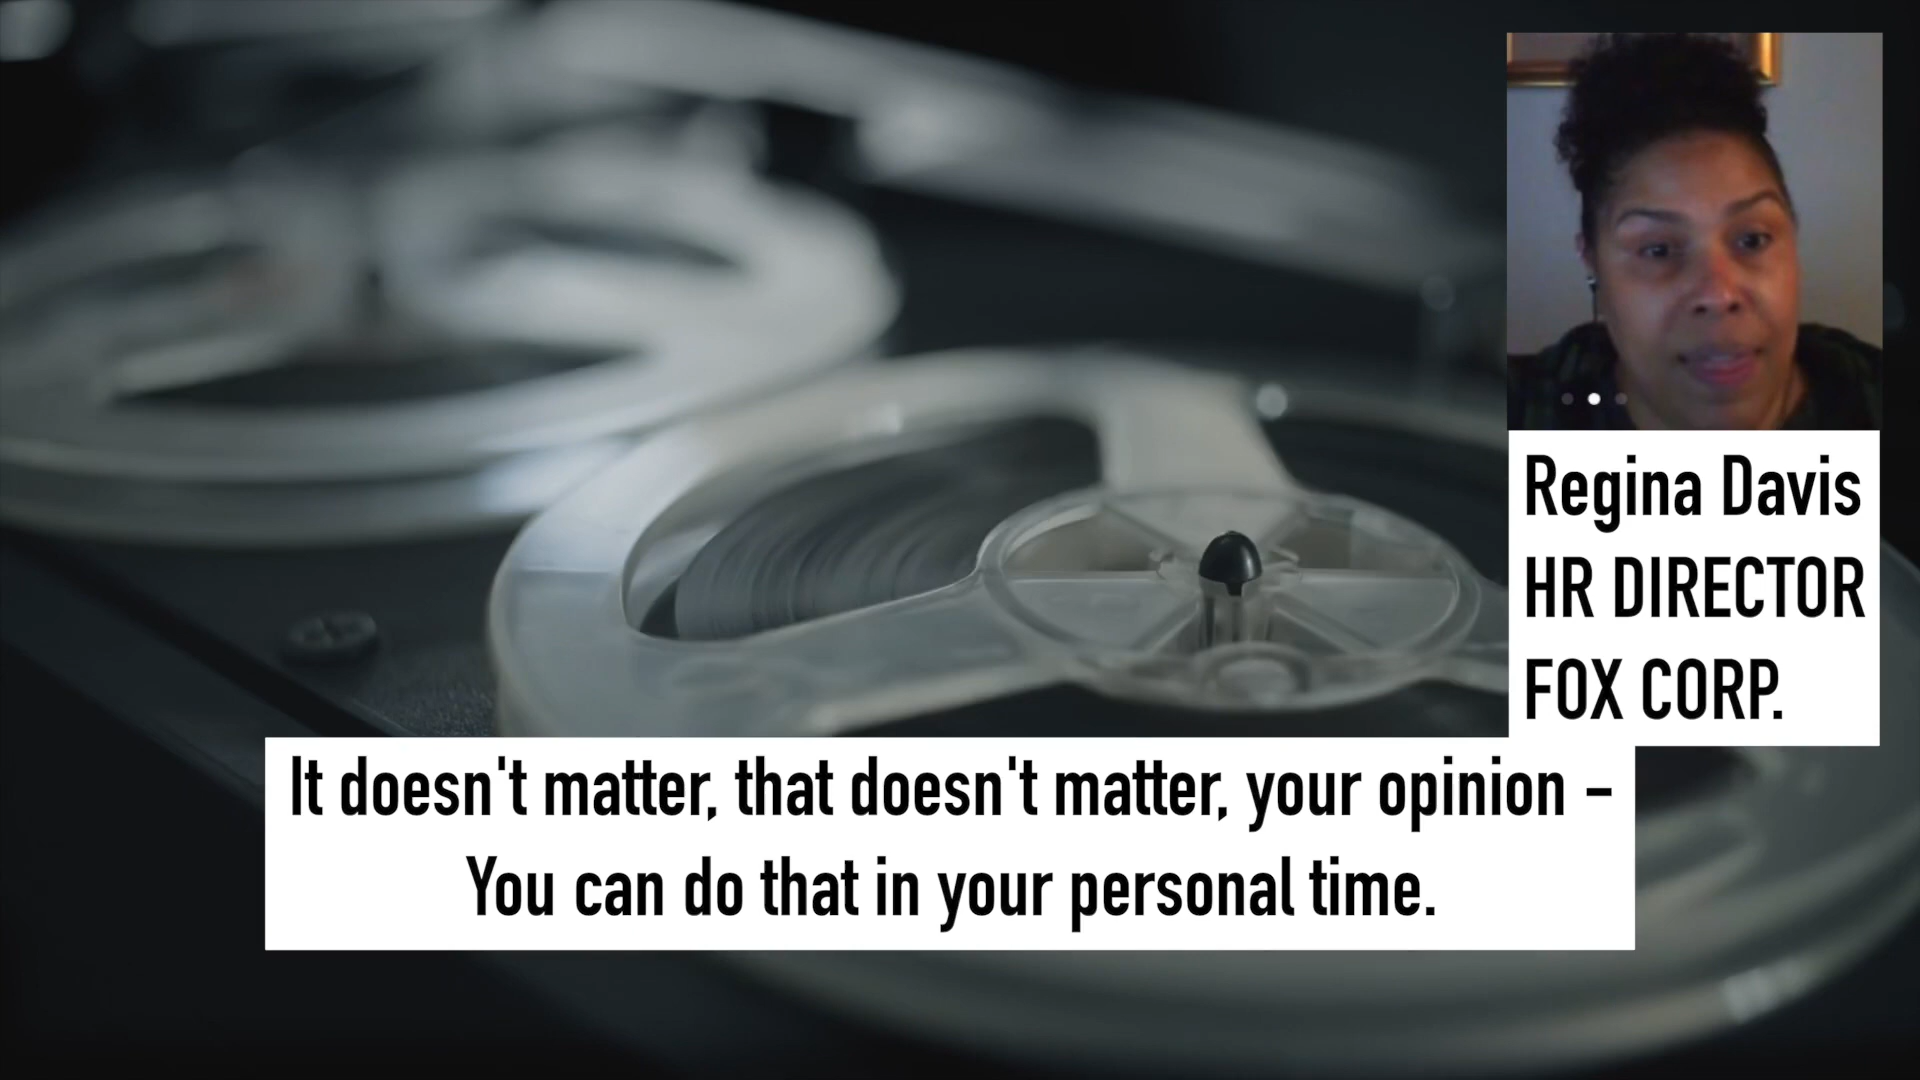 Regina Davis
HR DIRECTOR
FOX CORP.
It doesn't matter, that doesn't matter, your opinion -
You can do that in your personal time.